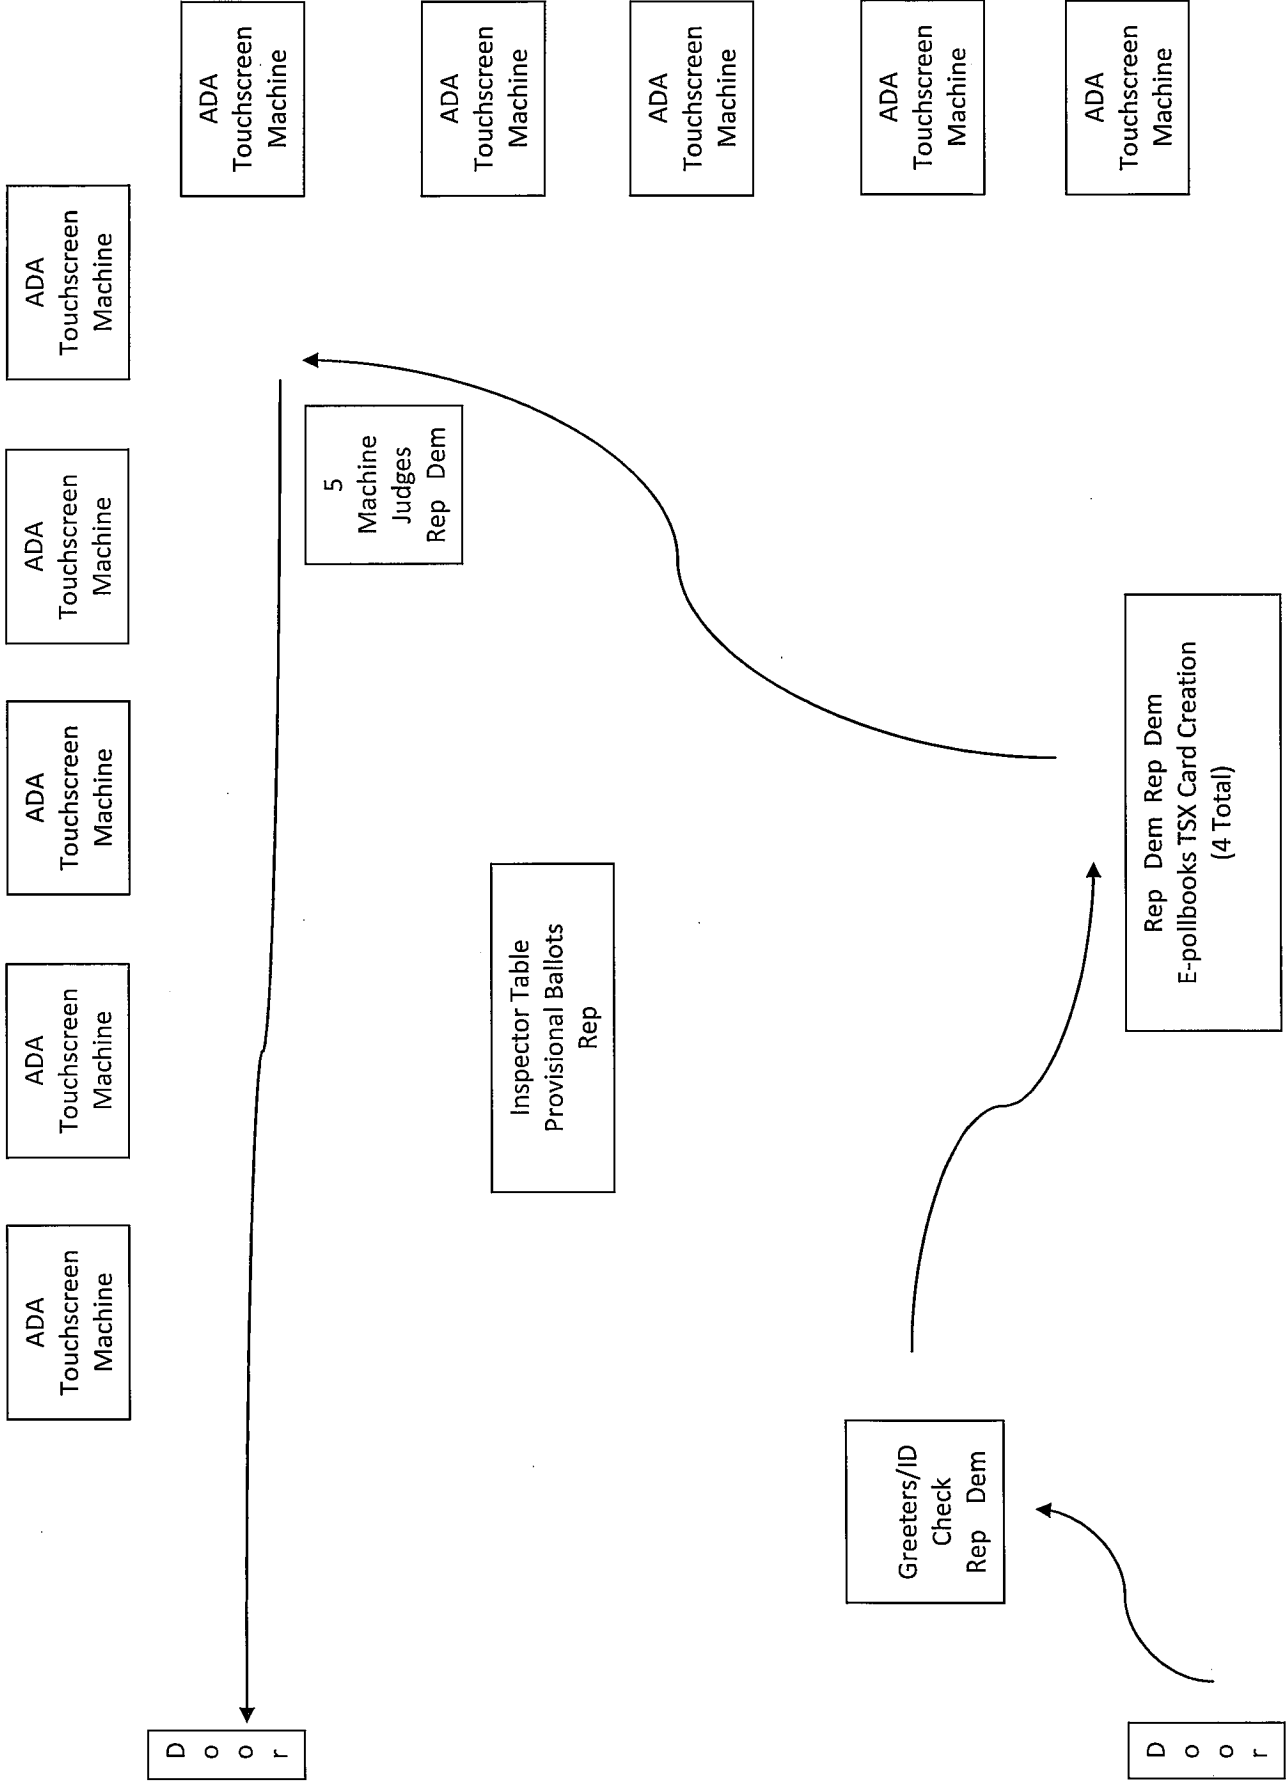 ADA
Touchscreen
Machine
ADA
Touchscreen
Machine
ADA
Touchscreen
Machine
ADA
Touchscreen
Machine
ADA
Touchscreen
Machine
D
o
o
r
ADA
Touchscreen
Machine
5
Machine
Judges
Rep Dem
ADA
Touchscreen
Machine
Inspector Table
Provisional Ballots
Rep
ADA
Touchscreen
Machine
Greeters/ID
Check
Rep Dem
ADA
Touchscreen
Machine
ADA
Touchscreen
Machine
D
o
o
r
Rep Dem Rep Dem
E-pollbooks TSX Card Creation
(4 Total)